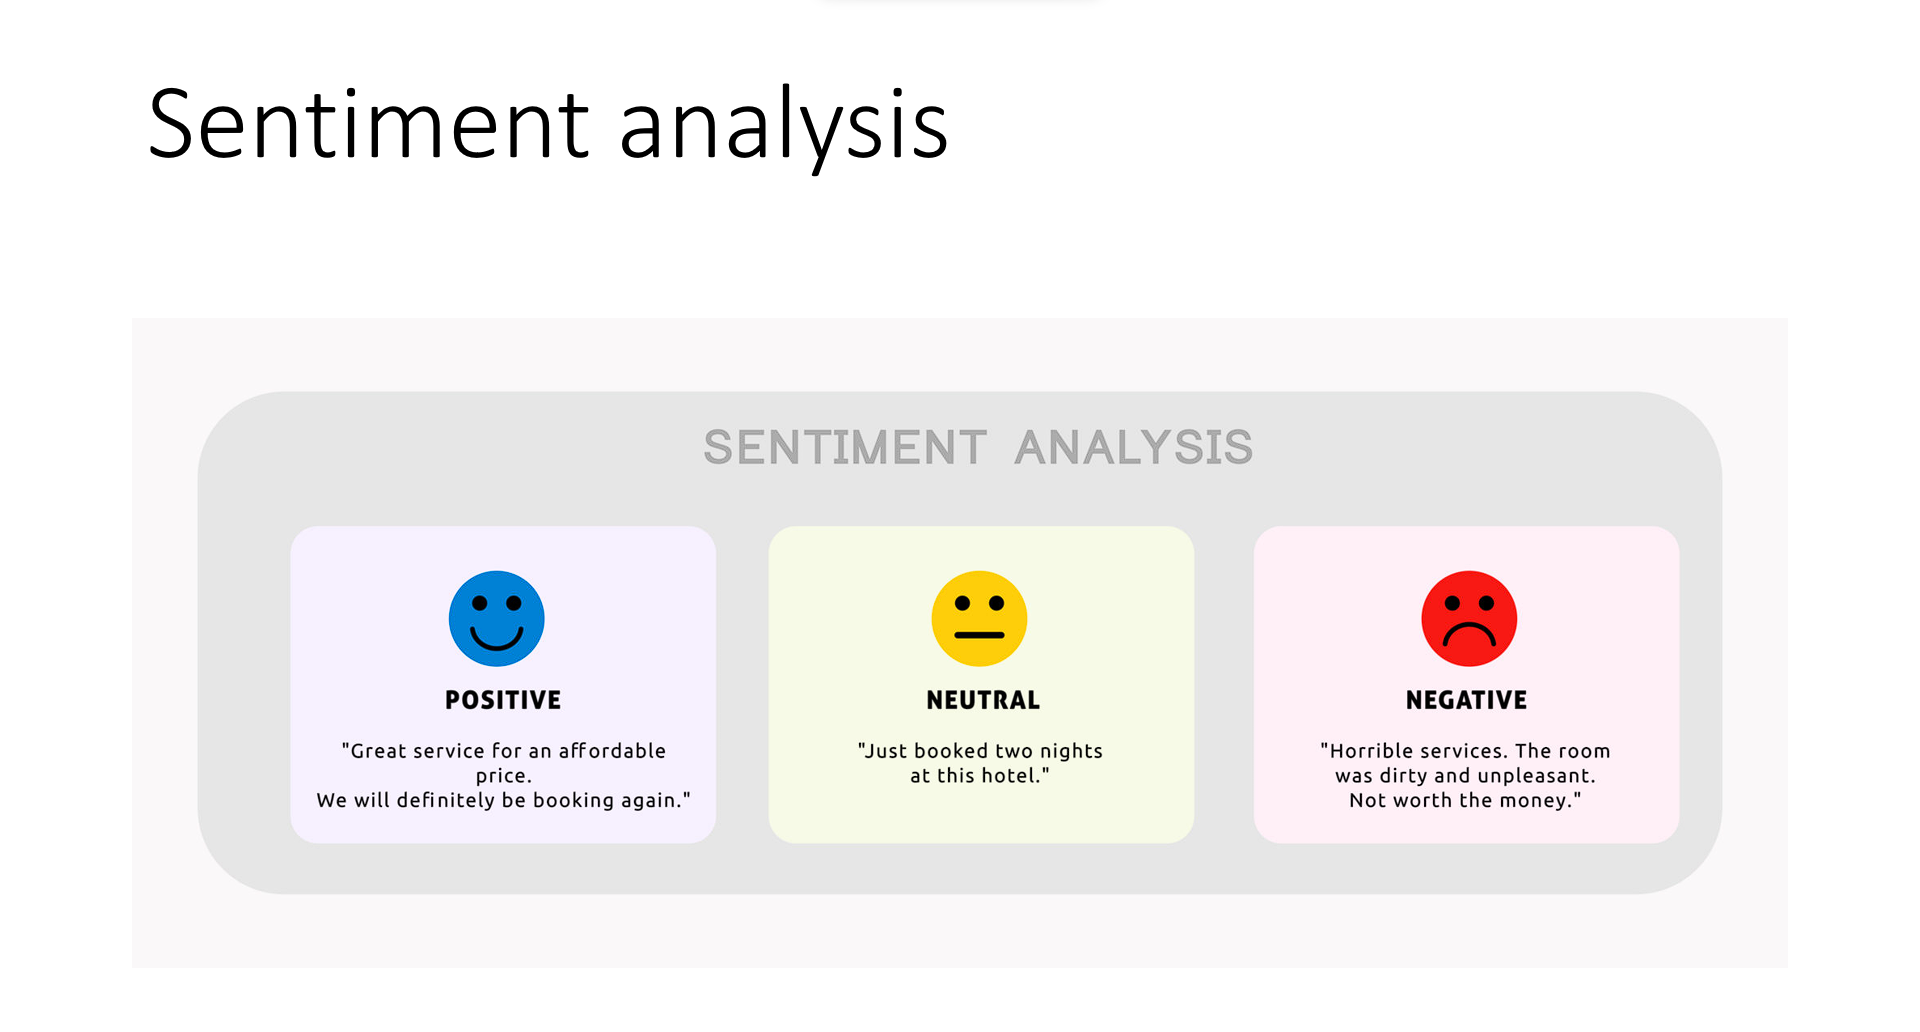 Sentiment analysis
SENTIMENT ANALYSIS
POSITIVE
"Great service for an affordable
price.
We will definitely be booking again."
NEUTRAL
"Just booked two nights
at this hotel."
NEGATIVE
"Horrible services. The room
was dirty and unpleasant.
Not worth the money."